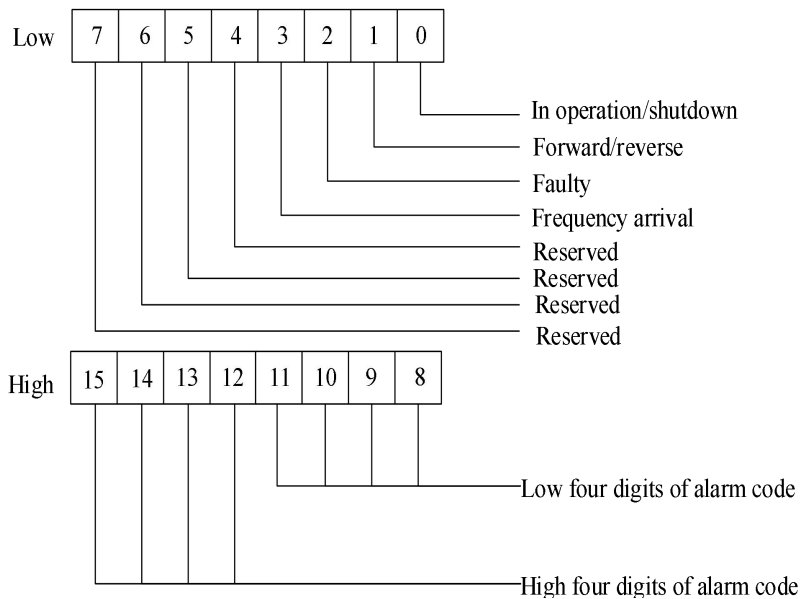 Low 7 6 5 4 3 2 1 0
In operation/shutdown
Forward/reverse
Faulty
Frequency arrival
Reserved
Reserved
Reserved
Reserved
High 15 14 13 12 11 10 9 8
Low four digits of alarm code
High four digits of alarm code